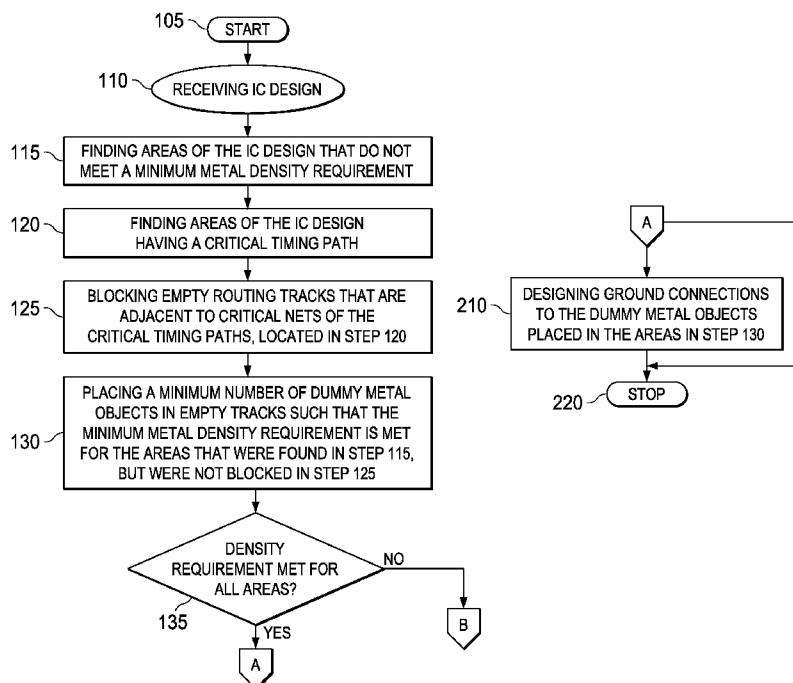 105
START
110
RECEIVING IC DESIGN
115
FINDING AREAS OF THE IC DESIGN THAT DO NOT
MEET A MINIMUM METAL DENSITY REQUIREMENT
120
FINDING AREAS OF THE IC DESIGN
HAVING A CRITICAL TIMING PATH
125
BLOCKING EMPTY ROUTING TRACKS THAT ARE
ADJACENT TO CRITICAL NETS OF THE
CRITICAL TIMING PATHS, LOCATED IN STEP 120
130
PLACING A MINIMUM NUMBER OF DUMMY METAL
OBJECTS IN EMPTY TRACKS SUCH THAT THE
MINIMUM METAL DENSITY REQUIREMENT IS MET
FOR THE AREAS THAT WERE FOUND IN STEP 115,
BUT WERE NOT BLOCKED IN STEP 125
DENSITY
REQUIREMENT MET FOR
ALL AREAS?
135
NO
B
YES
A
A
210
DESIGNING GROUND CONNECTIONS
TO THE DUMMY METAL OBJECTS
PLACED IN THE AREAS IN STEP 130
220
STOP